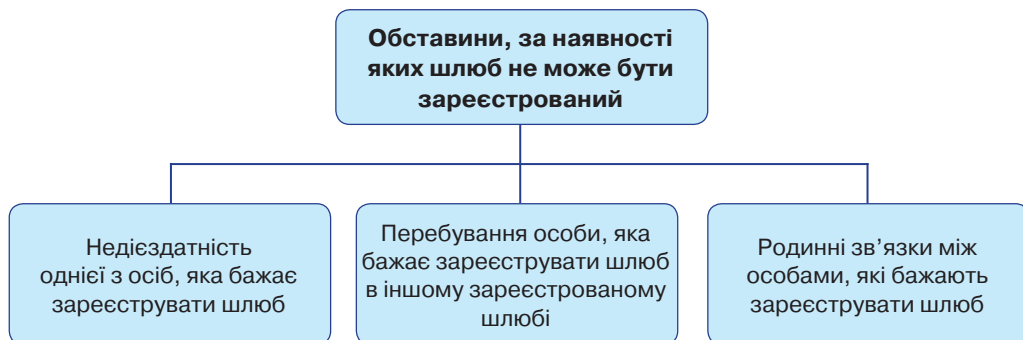 Обставини, за наявності
яких шлюб не може бути
зареєстрований
Недієздатність
однієї з осіб, яка бажає
зареєструвати шлюб
Перебування особи, яка
бажає зареєструвати шлюб
в іншому зареєстрованому
шлюбі
Родинні зв’язки між
особами, які бажають
зареєструвати шлюб